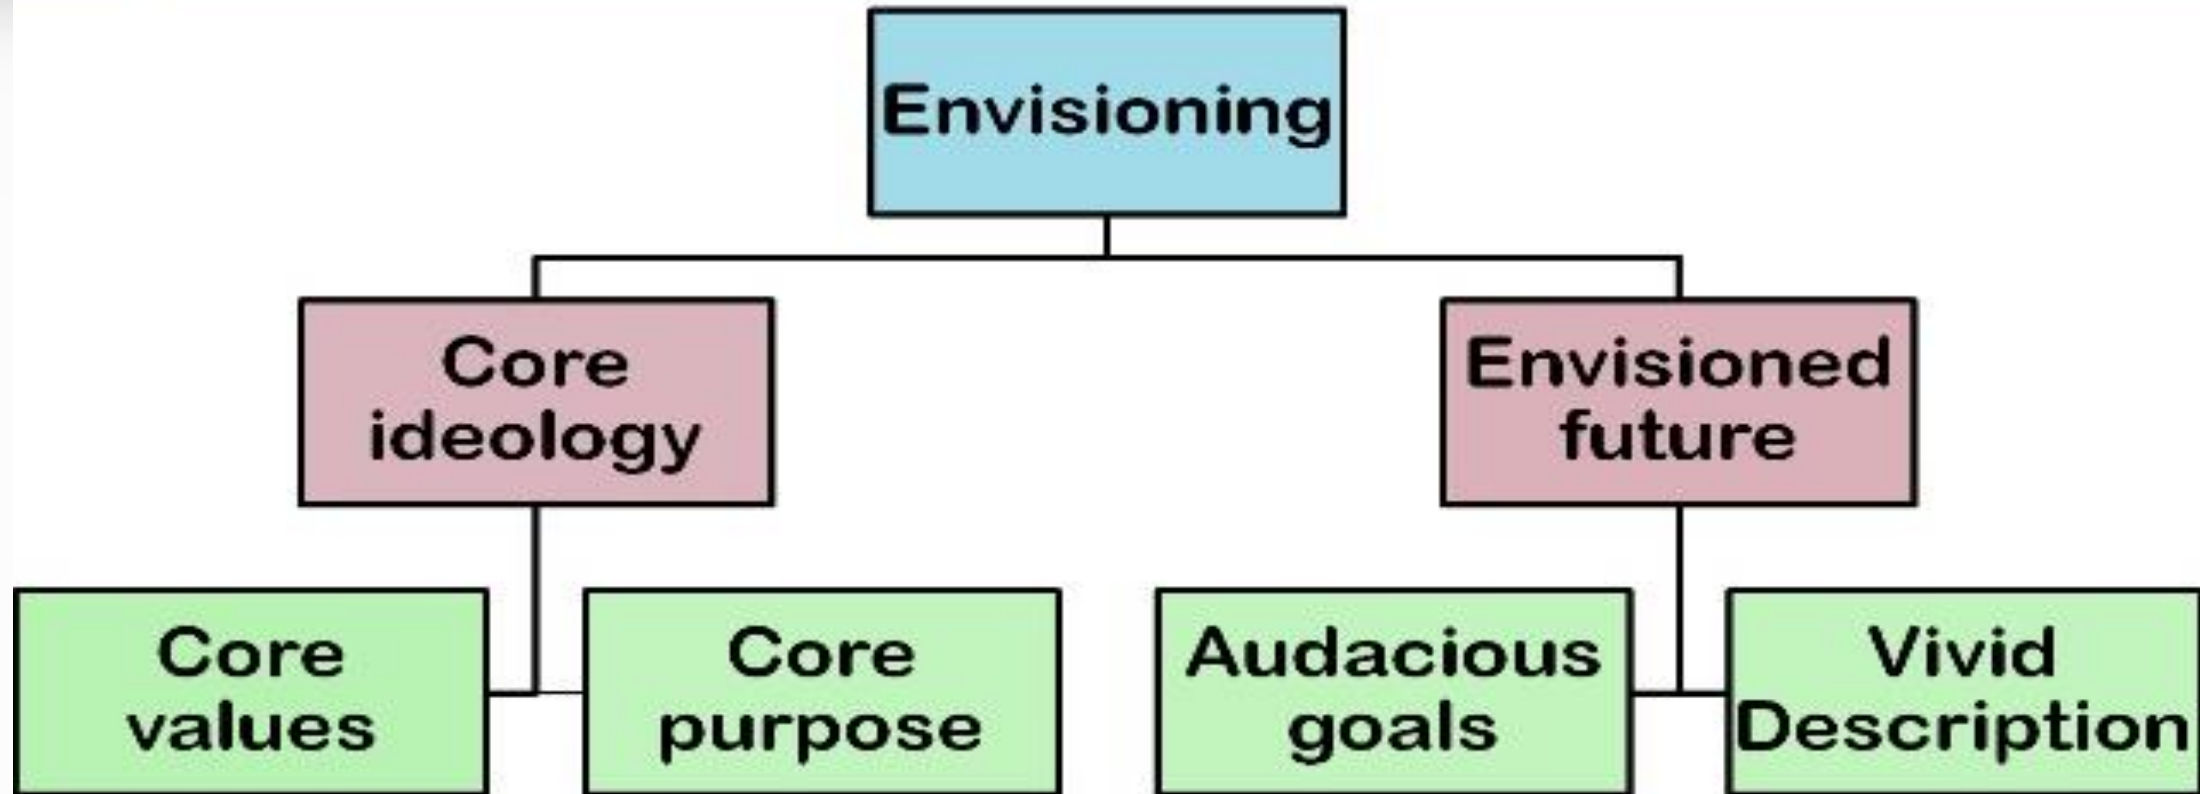 Envisioning
Core
ideology
Envisioned
future
Core
values
Core
purpose
Audacious
goals
Vivid
Description